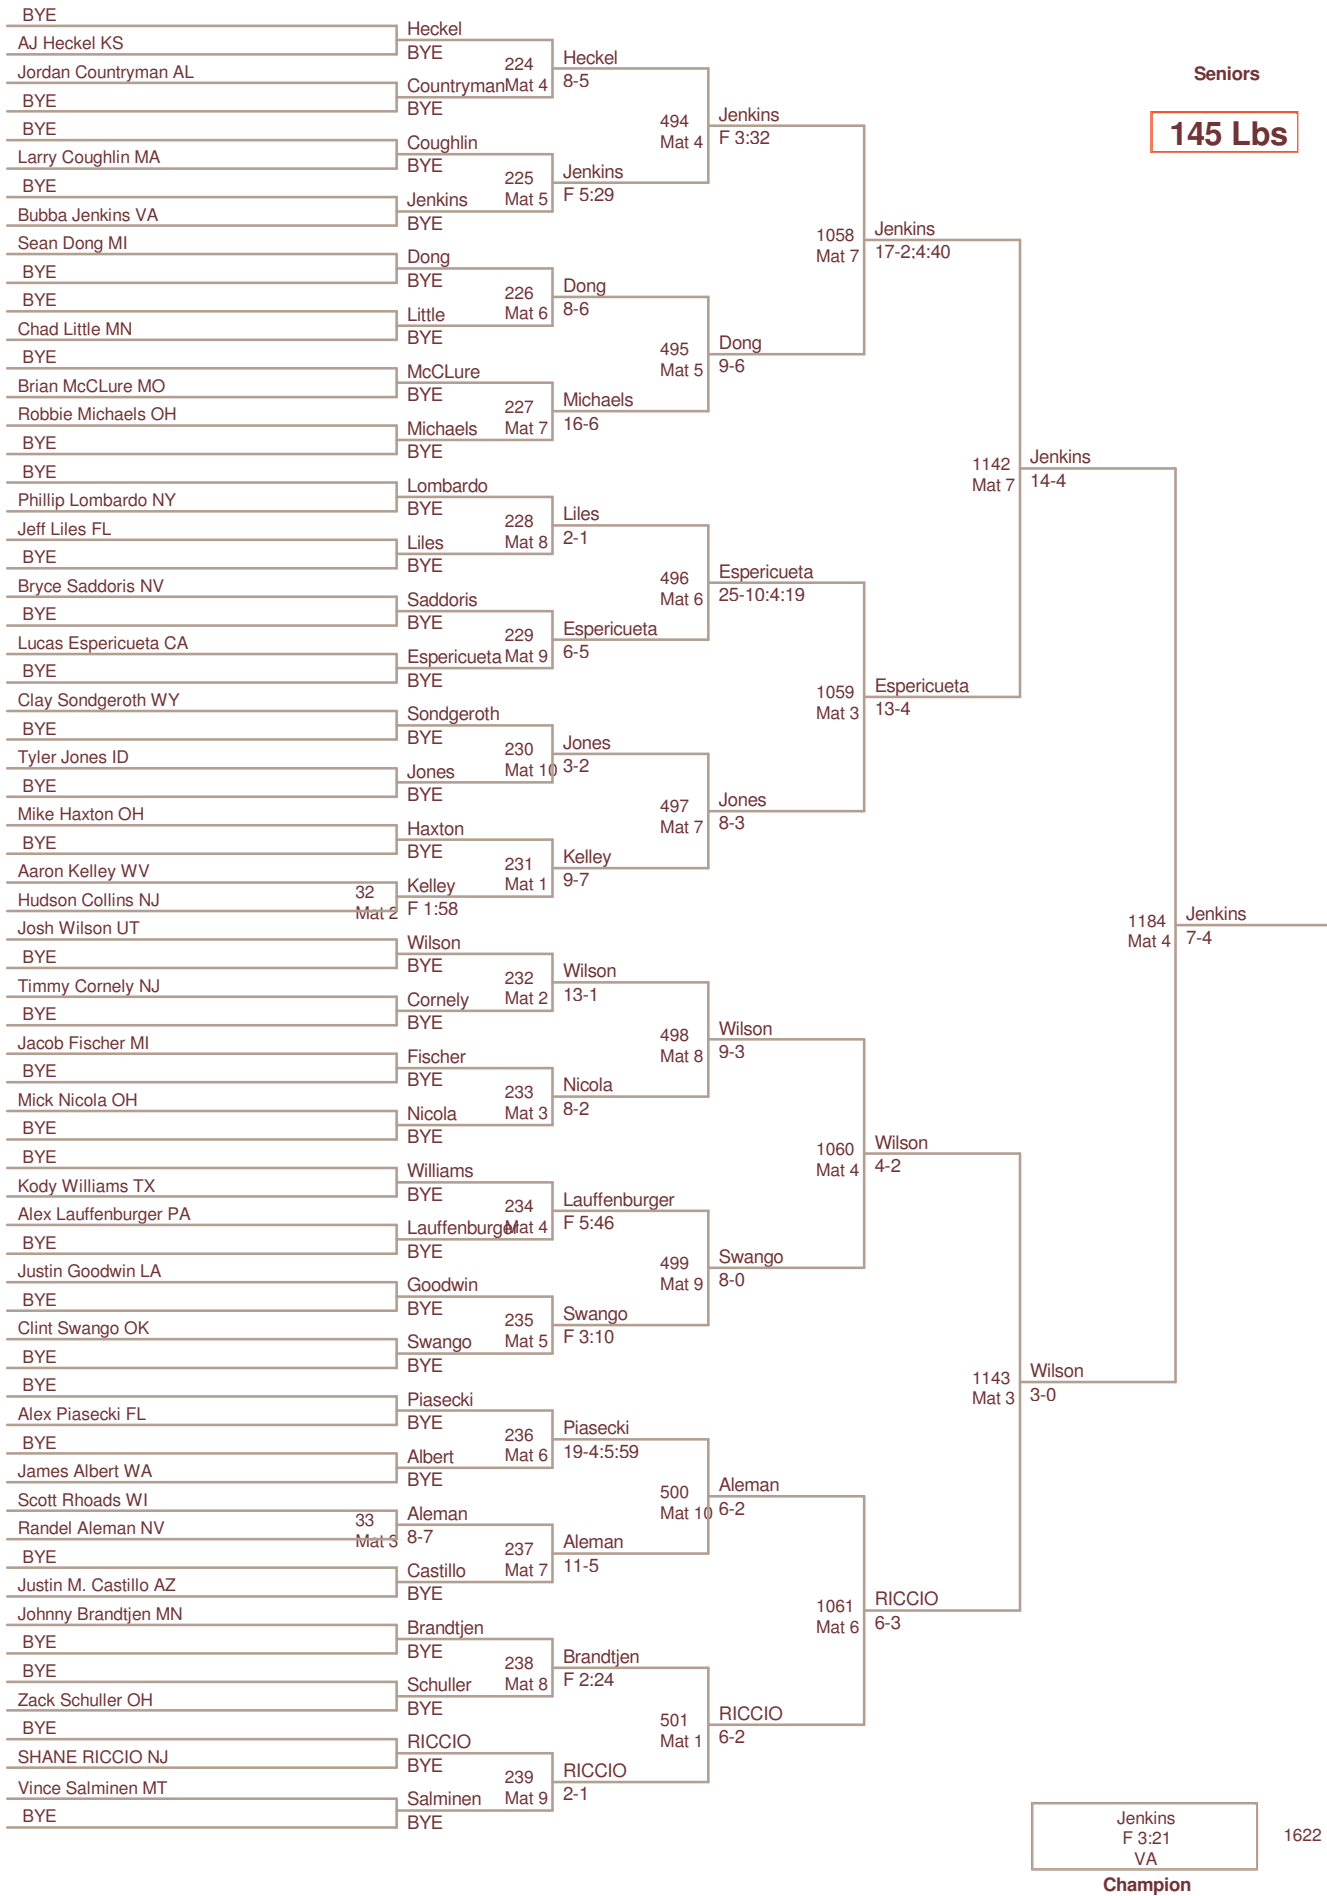 Seniors
145 Lbs
BYE
AJ Heckel KS
Jordan Countryman AL
BYE
BYE
Larry Coughlin MA
BYE
Bubba Jenkins VA
Sean Dong MI
BYE
BYE
Chad Little MN
BYE
Brian McCLure MO
Robbie Michaels OH
BYE
BYE
Phillip Lombardo NY
Jeff Liles FL
BYE
Bryce Saddoris NV
BYE
Lucas Espericueta CA
BYE
Clay Sondgeroth WY
BYE
Tyler Jones ID
BYE
Mike Haxton OH
BYE
Aaron Kelley WV
Hudson Collins NJ
Josh Wilson UT
BYE
Timmy Cornely NJ
BYE
Jacob Fischer MI
BYE
Mick Nicola OH
BYE
BYE
Kody Williams TX
Alex Lauffenburger PA
BYE
Justin Goodwin LA
BYE
Clint Swango OK
BYE
BYE
Alex Piasecki FL
BYE
James Albert WA
Scott Rhoads WI
Randel Aleman NV
BYE
Justin M. Castillo AZ
Johnny Brandtjen MN
BYE
BYE
Zack Schuller OH
BYE
SHANE RICCIO NJ
Vince Salminen MT
BYE
32
Mat 2
33
Mat 3
Heckel
BYE
Countryman
BYE
Coughlin
BYE
Jenkins
BYE
Dong
BYE
Little
BYE
McCLure
BYE
Michaels
BYE
Lombardo
BYE
Liles
BYE
Saddoris
BYE
Espericueta
BYE
Sondgeroth
BYE
Jones
BYE
Haxton
BYE
Kelley
F 1:58
Wilson
BYE
Cornely
BYE
Fischer
BYE
Nicola
BYE
Williams
BYE
Lauffenburger
BYE
Goodwin
BYE
Swango
BYE
Piasecki
BYE
Albert
BYE
Aleman
8-7
Castillo
BYE
Brandtjen
BYE
Schuller
BYE
RICCIO
BYE
Salminen
BYE
224
Mat 4
225
Mat 5
226
Mat 6
227
Mat 7
228
Mat 8
229
Mat 9
230
Mat 10
231
Mat 1
232
Mat 2
233
Mat 3
234
Mat 4
235
Mat 5
236
Mat 6
237
Mat 7
238
Mat 8
239
Mat 9
Heckel
8-5
Jenkins
F 5:29
Dong
8-6
Michaels
16-6
Liles
2-1
Espericueta
6-5
Jones
3-2
Kelley
9-7
Wilson
13-1
Nicola
8-2
Lauffenburger
F 5:46
Swango
F 3:10
Piasecki
19-4:5:59
Aleman
11-5
Brandtjen
F 2:24
RICCIO
2-1
494
Mat 4
495
Mat 5
496
Mat 6
497
Mat 7
498
Mat 8
499
Mat 9
500
Mat 10
501
Mat 1
Jenkins
F 3:32
Dong
9-6
Espericueta
25-10:4:19
Jones
8-3
Wilson
9-3
Swango
8-0
Aleman
6-2
RICCIO
6-2
1058
Mat 7
1059
Mat 3
1060
Mat 4
1061
Mat 6
Jenkins
17-2;4:40
Espericueta
13-4
Wilson
4-2
RICCIO
6-3
1142
Mat 7
1143
Mat 3
Jenkins
14-4
Wilson
3-0
1184
Mat 4
Jenkins
7-4
Jenkins
F 3:21
VA
1622
Champion